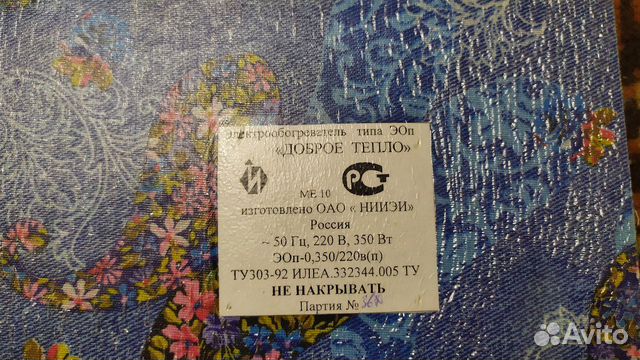 Электрообогреватель типа ЭОп
«ДОБРОЕ ТЕПЛО»
МЕ 10
изготовлено ОАО « НИИЭИ»
Россия
~ 50 Гц, 220 В, 350 Вт
ЭОп-0,350/220в(п)
ТУ303-92 ИЛЕА.332344.005 ТУ
НЕ НАКРЫВАТЬ
Партия №
Avito